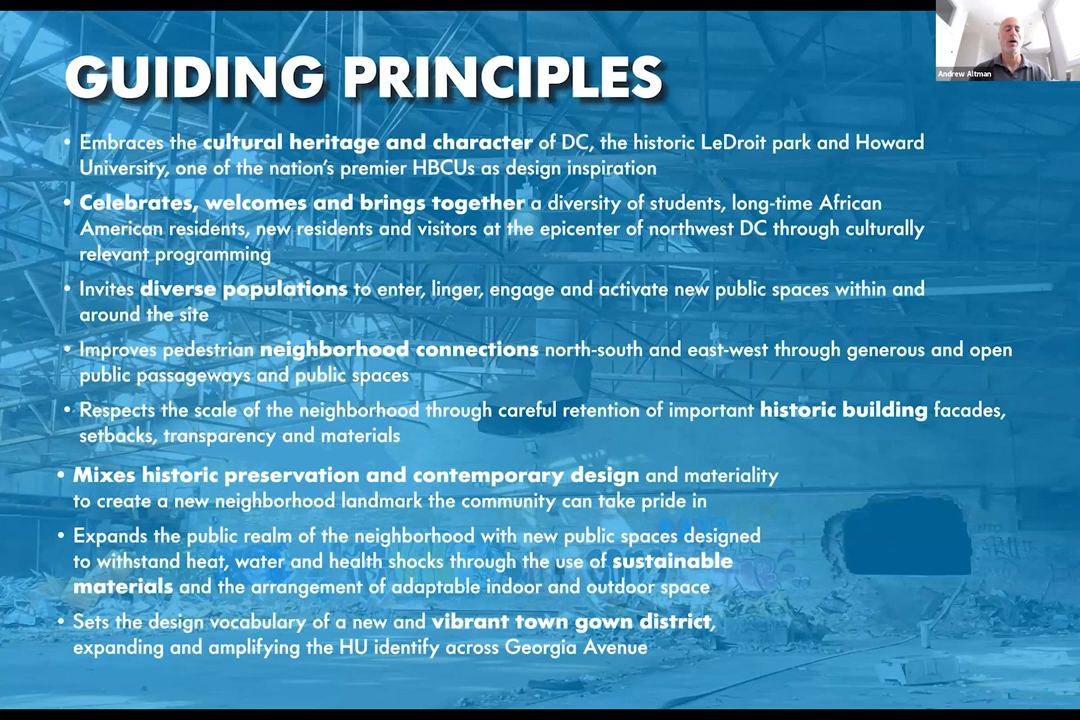 GUIDING PRINCIPLES
Andrew Altman
• Embraces the cultural heritage and character of DC, the historic LeDroit park and Howard
University, one of the nation's premier HBCUs as design inspiration
• Celebrates, welcomes and brings together a diversity of students, long-time African
American residents, new residents and visitors at the epicenter of northwest DC through culturally
relevant programming
• Invites diverse populations to enter, linger, engage and activate new public spaces within and
around the site
• Improves pedestrian neighborhood connections north-south and east-west through generous and open
public passageways and public spaces
• Respects the scale of the neighborhood through careful retention of important historic building facades,
setbacks, transparency and materials
• Mixes historic preservation and contemporary design and materiality
to create a new neighborhood landmark the community can take pride in
• Expands the public realm of the neighborhood with new public spaces designed
to withstand heat, water and health shocks through the use of sustainable
materials and the arrangement of adaptable indoor and outdoor space
• Sets the design vocabulary of a new and vibrant town gown district,
expanding and amplifying the HU identify across Georgia Avenue